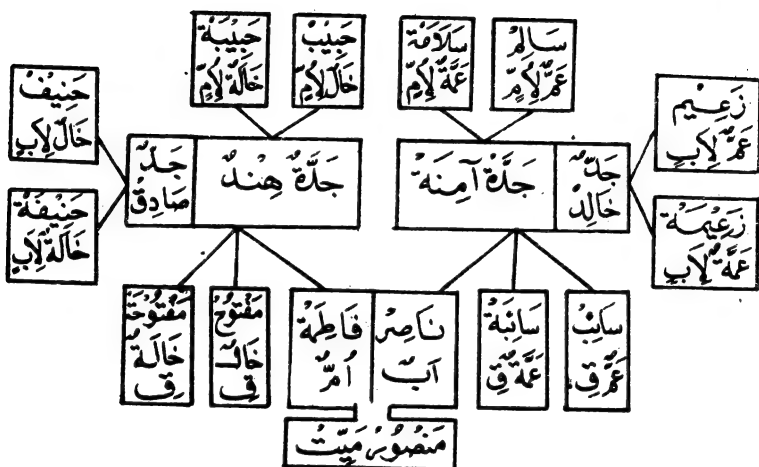 سَالِمٌ
عَمٌّ لِأُمٍّ
سَلَامَةٌ
عَمَّةٌ لِأُمٍّ
حَبِيبٌ
خَالٌ لِأُمٍّ
حَبِيبَةٌ
خَالَةٌ لِأُمٍّ
زَعِيمٌ
عَمٌّ لِأَبٍ
زَعِيمَةٌ
عَمَّةٌ لِأَبٍ
جَدٌّ
خَالِدٌ
جَدَّةٌ آمِنَةُ
جَدَّةٌ هِنْدٌ
جَدٌّ
صَادِقٌ
حَنِيفٌ
خَالٌ لِأَبٍ
حَنِيفَةٌ
خَالَةٌ لِأَبٍ
سَائِبٌ
عَمٌّ ق
سَائِبَةُ
عَمَّةٌ ق
نَاصِرٌ
اَبٌ
فَاطِمَةُ
اُمٌّ
مَفْتُوحٌ
خَالٌ
ق
مَفْتُوحَةٌ
خَالَةٌ
ق
مَنْصُورٌ مَيِّتٌ